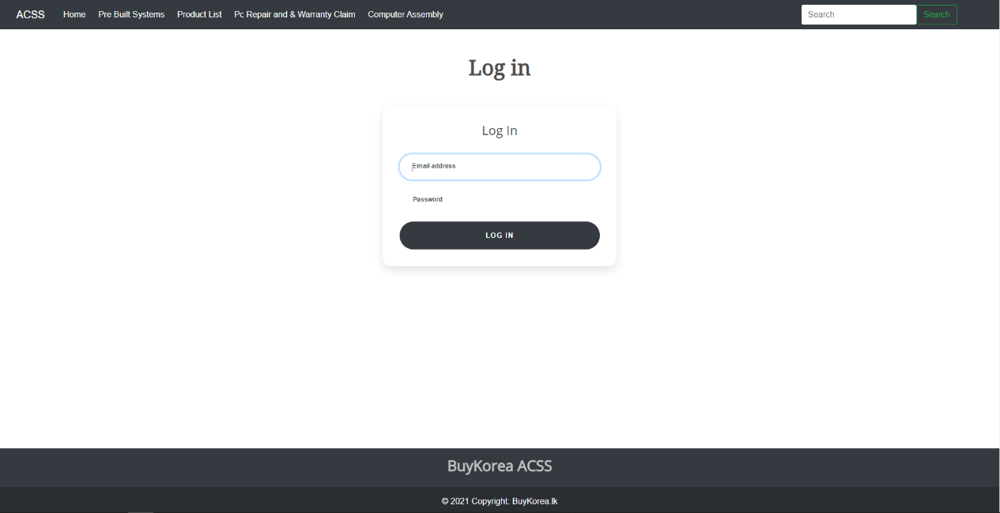 ACSS Home Pre Built Systems Product List Pc Repair and & Warranty Claim Computer Assembly Search Search
Log in
Log In
Email address
Password
LOG IN
BuyKorea ACSS
© 2021 Copyright: BuyKorea.lk